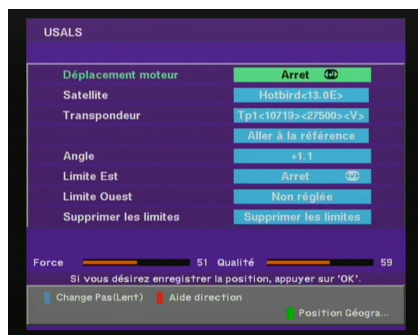 USALS
Déplacement moteur Arret
Satellite Hotbird<13.0E>
Transpondeur Tp1<10719><27500><V>
Aller à la référence
Angle +1.1
Limite Est Arret
Limite Ouest Non réglée
Supprimer les limites Supprimer les limites
Force 51 Qualité 59
Si vous désirez enregistrer la position, appuyer sur 'OK'.
Change Pas(Lent) Aide direction
Position Géogra...